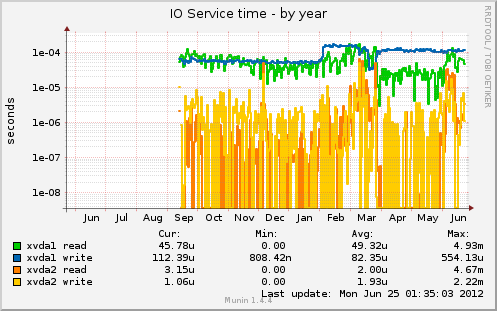 IO Service time - by year
RRDTOOL / TOBI OETIKER
seconds
1e-04
1e-05
1e-06
1e-07
1e-08
Jun Jul Aug Sep Oct Nov Dec Jan Feb Mar Apr May Jun
Cur: Min: Avg: Max:
xvda1 read 45.78u 0.00 49.32u 4.93m
xvda1 write 112.39u 808.42n 82.35u 554.13u
xvda2 read 3.15u 0.00 2.00u 4.67m
xvda2 write 1.06u 0.00 1.93u 2.22m
Last update: Mon Jun 25 01:35:03 2012
Munin 1.4.4